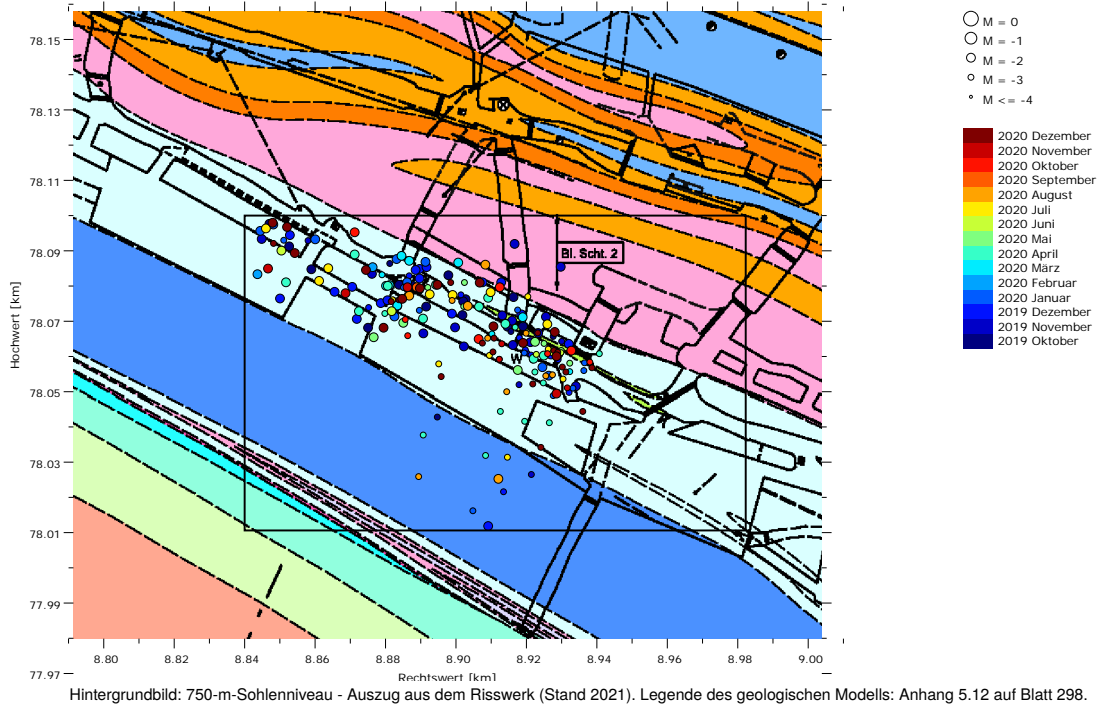 M = 0
M = -1
M = -2
M = -3
M <= -4
2020 Dezember
2020 November
2020 Oktober
2020 September
2020 August
2020 Juli
2020 Juni
2020 Mai
2020 April
2020 März
2020 Februar
2020 Januar
2019 Dezember
2019 November
2019 Oktober
Hochwert [km]
78.15
78.13
78.11
78.09
78.07
78.05
78.03
78.01
77.99
77.97
Bl. Scht. 2
W
8.80 8.82 8.84 8.86 8.88 8.90 8.92 8.94 8.96 8.98 9.00
Rechtswert [km]
Hintergrundbild: 750-m-Sohlenniveau - Auszug aus dem Risswerk (Stand 2021). Legende des geologischen Modells: Anhang 5.12 auf Blatt 298.